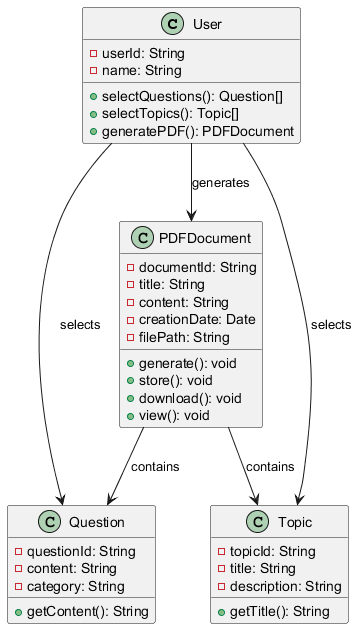 C User
userId: String
name: String
selectQuestions(): Question[]
selectTopics(): Topic[]
generatePDF(): PDFDocument
generates
C PDFDocument
documentId: String
title: String
content: String
creationDate: Date
filePath: String
generate(): void
store(): void
download(): void
view(): void
selects
selects
contains
contains
C Question
questionId: String
content: String
category: String
getContent(): String
C Topic
topicId: String
title: String
description: String
getTitle(): String